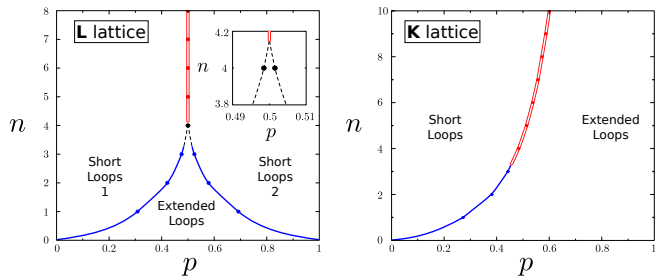 L lattice
n
8
7
6
5
4
3
2
1
0
Short
Loops
1
Extended
Loops
Short
Loops
2
0
0.2
0.4
0.6
0.8
1
p
n
4.2
4
3.8
0.49
0.5
0.51
p
K lattice
n
10
8
6
4
2
0
Short
Loops
Extended
Loops
0
0.2
0.4
0.6
0.8
1
p